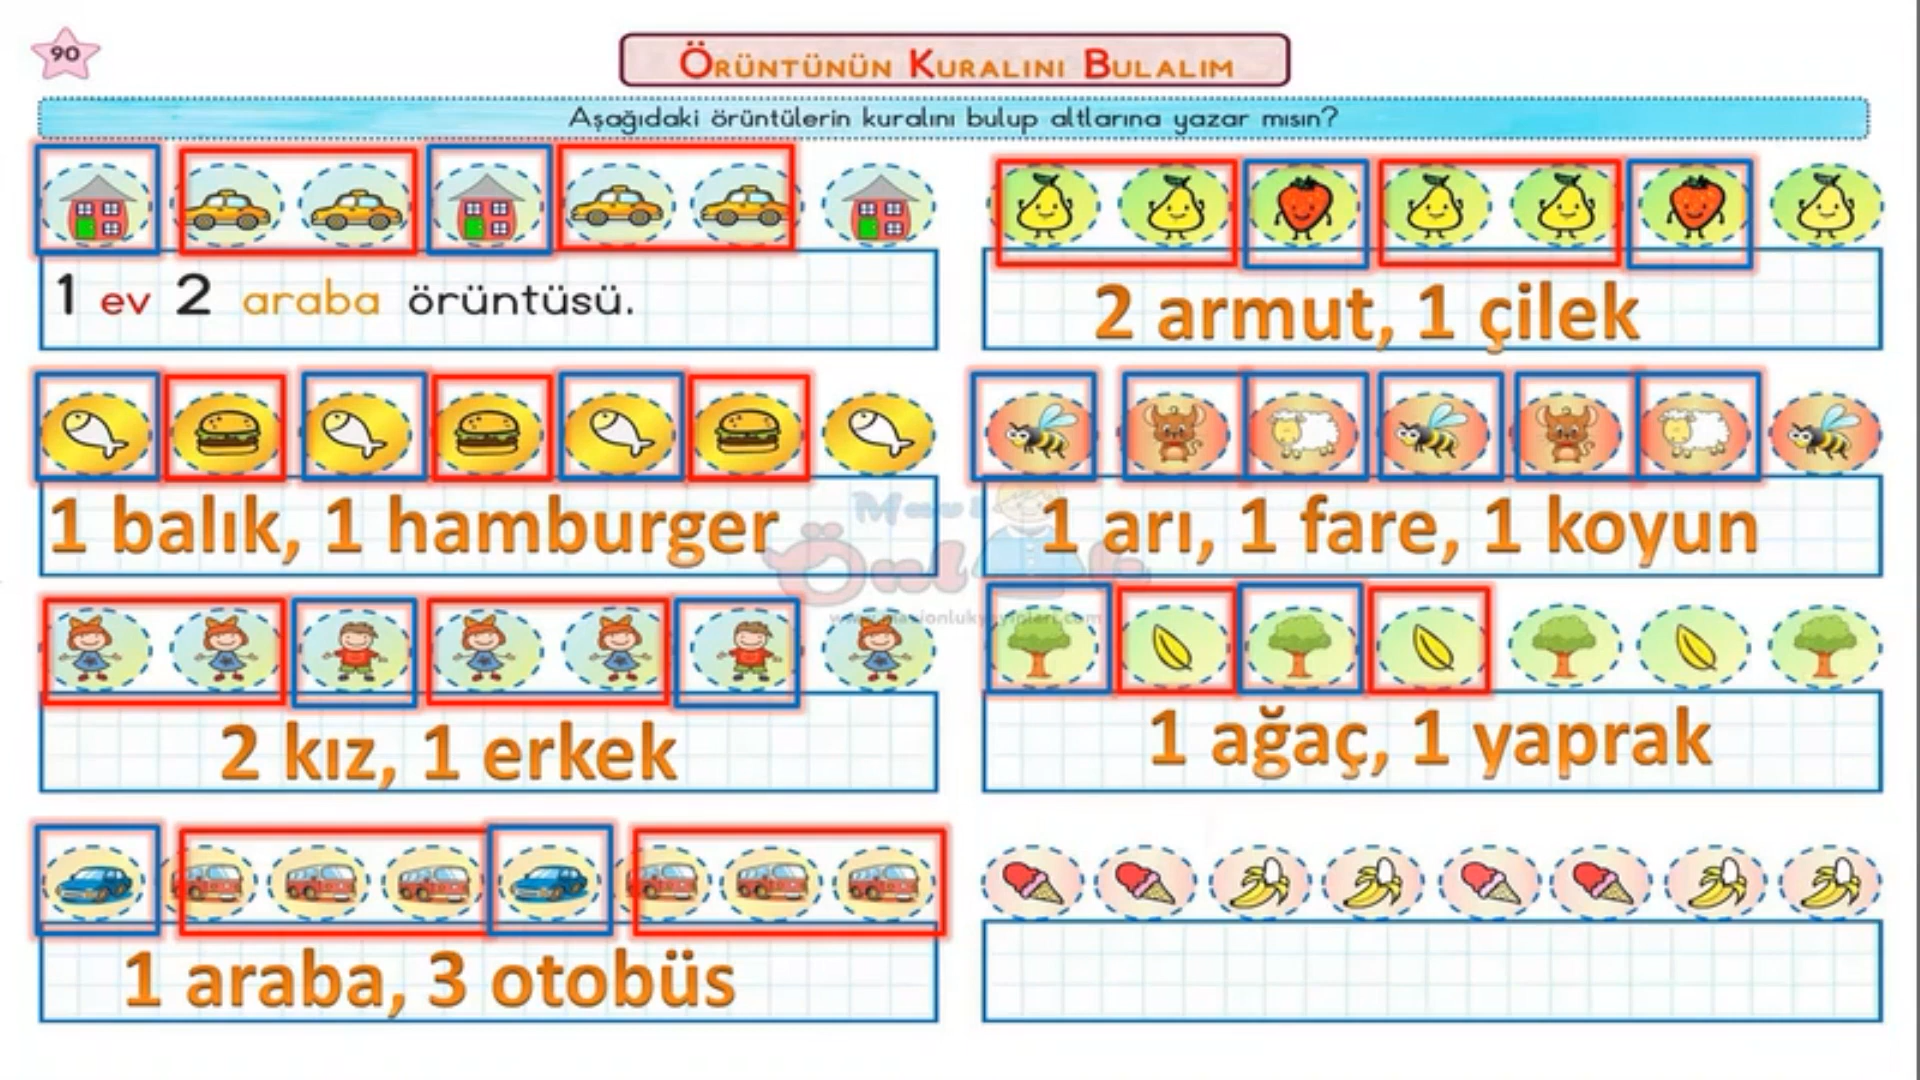 90
Örüntünün Kuralını Bulalım
Aşağıdaki örüntülerin kuralını bulup altlarına yazar mısın?
1 ev 2 araba örüntüsü.
2 armut, 1 çilek
1 balık, 1 hamburger
1 arı, 1 fare, 1 koyun
2 kız, 1 erkek
1 ağaç, 1 yaprak
1 araba, 3 otobüs